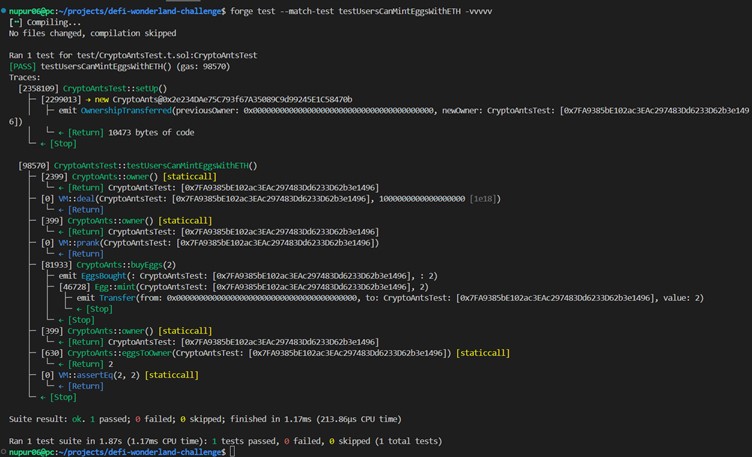 nupur06@pc:~/projects/defi-wonderland-challenge$ forge test --match-test testUsersCanMintEggsWithETH -vvvvv
[⠒] Compiling...
No files changed, compilation skipped

Ran 1 test for test/CryptoAntsTest.t.sol:CryptoAntsTest
[PASS] testUsersCanMintEggsWithETH() (gas: 98570)
Traces:
  [2358109] CryptoAntsTest::setUp()
    ├─ [2299013] → new CryptoAnts@0x2e234DAe75C793f67A35089C9d99245E1C58470b
    │   ├─ emit OwnershipTransferred(previousOwner: 0x0000000000000000000000000000000000000000, newOwner: CryptoAntsTest: [0x7FA9385bE102ac3EAc297483Dd6233D62b3e149
6])
    │   └─ ← [Return] 10473 bytes of code
    └─ ← [Stop]

  [98570] CryptoAntsTest::testUsersCanMintEggsWithETH()
    ├─ [2399] CryptoAnts::owner() [staticcall]
    │   └─ ← [Return] CryptoAntsTest: [0x7FA9385bE102ac3EAc297483Dd6233D62b3e1496]
    ├─ [0] VM::deal(CryptoAntsTest: [0x7FA9385bE102ac3EAc297483Dd6233D62b3e1496], 1000000000000000000 [1e18])
    │   └─ ← [Return]
    ├─ [399] CryptoAnts::owner() [staticcall]
    │   └─ ← [Return] CryptoAntsTest: [0x7FA9385bE102ac3EAc297483Dd6233D62b3e1496]
    ├─ [0] VM::prank(CryptoAntsTest: [0x7FA9385bE102ac3EAc297483Dd6233D62b3e1496])
    │   └─ ← [Return]
    ├─ [81933] CryptoAnts::buyEggs(2)
    │   ├─ emit EggsBought(: CryptoAntsTest: [0x7FA9385bE102ac3EAc297483Dd6233D62b3e1496], : 2)
    │   ├─ [46728] Egg::mint(CryptoAntsTest: [0x7FA9385bE102ac3EAc297483Dd6233D62b3e1496], 2)
    │   │   ├─ emit Transfer(from: 0x0000000000000000000000000000000000000000, to: CryptoAntsTest: [0x7FA9385bE102ac3EAc297483Dd6233D62b3e1496], value: 2)
    │   │   └─ ← [Stop]
    │   └─ ← [Stop]
    ├─ [399] CryptoAnts::owner() [staticcall]
    │   └─ ← [Return] CryptoAntsTest: [0x7FA9385bE102ac3EAc297483Dd6233D62b3e1496]
    ├─ [630] CryptoAnts::eggsToOwner(CryptoAntsTest: [0x7FA9385bE102ac3EAc297483Dd6233D62b3e1496]) [staticcall]
    │   └─ ← [Return] 2
    ├─ [0] VM::assertEq(2, 2) [staticcall]
    │   └─ ← [Return]
    └─ ← [Stop]

Suite result: ok. 1 passed; 0 failed; 0 skipped; finished in 1.17ms (213.86µs CPU time)

Ran 1 test suite in 1.87s (1.17ms CPU time): 1 tests passed, 0 failed, 0 skipped (1 total tests)
nupur06@pc:~/projects/defi-wonderland-challenge$